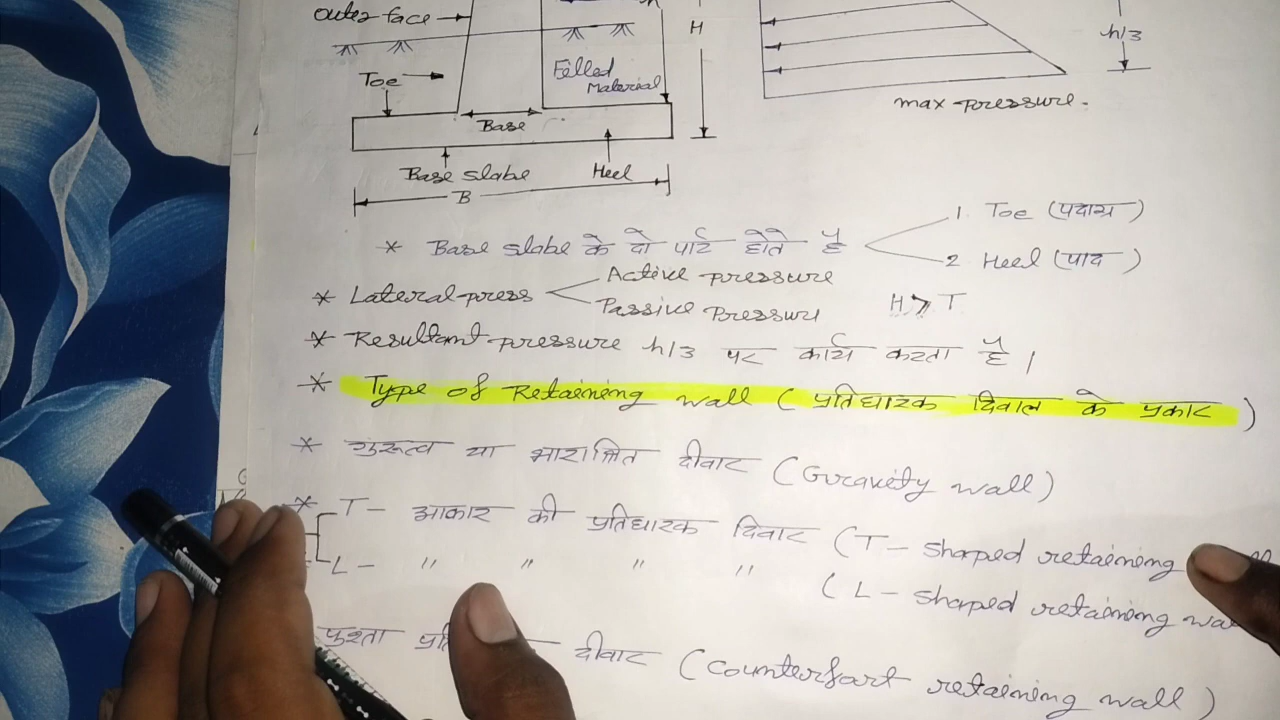 outer face
H
h/3
Toe
Felled
Material
max pressure.
Base
Base slabe
Heel
B
1. Toe (पदाग्र)
* Base slabe के दो पार्ट होते है
2 Heel (पाद)
* Lateral press
Active pressure
Passive pressure
H > T
* Resultant pressure h/3 पर कार्य करता है।
* Type of Retaining wall (प्रतिधारक दिवाल के प्रकार)
* गुरूत्व या भाराश्रित दीवाट (Gravity wall)
* T- आकार की प्रतिधारक दिवाट (T- shaped retaining
L - " " " " (L- shaped retaining wa
पुश्ता दीवाट (Counterfort retaining wall)